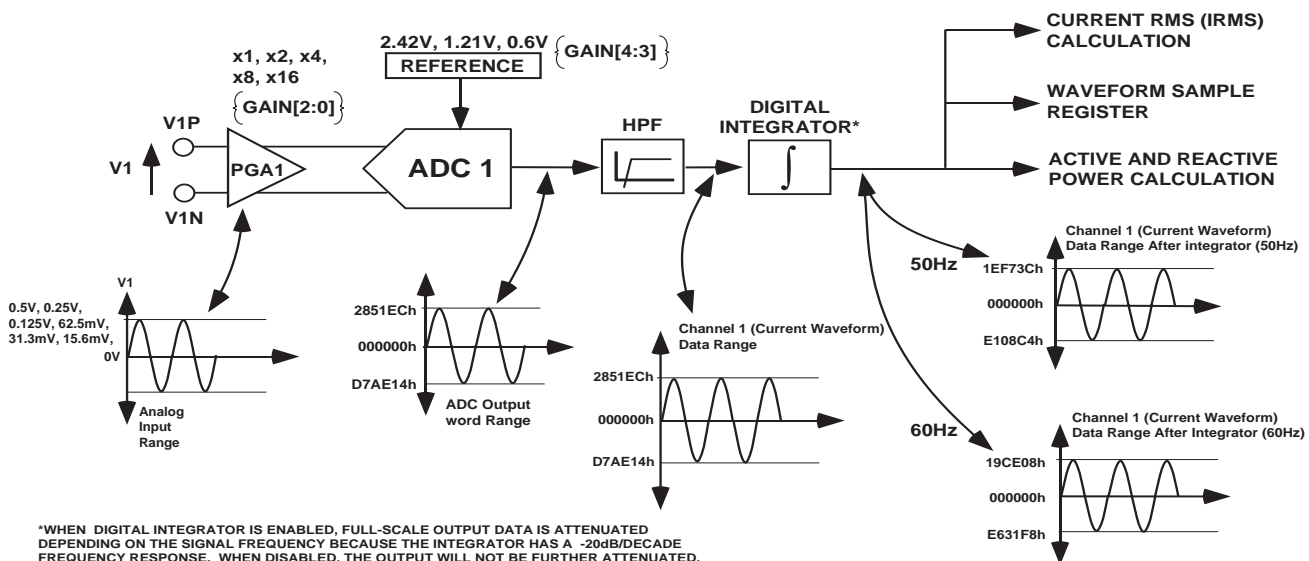 x1, x2, x4,
x8, x16
{GAIN[2:0]}
2.42V, 1.21V, 0.6V
{GAIN[4:3]}
REFERENCE
V1P
V1
V1N
PGA1
ADC 1
HPF
DIGITAL
INTEGRATOR*
∫
CURRENT RMS (IRMS)
CALCULATION
WAVEFORM SAMPLE
REGISTER
ACTIVE AND REACTIVE
POWER CALCULATION
V1
0.5V, 0.25V,
0.125V, 62.5mV,
31.3mV, 15.6mV,
0V
Analog
Input
Range
2851ECh
000000h
D7AE14h
ADC Output
word Range
Channel 1 (Current Waveform)
Data Range
2851ECh
000000h
D7AE14h
50Hz
Channel 1 (Current Waveform)
Data Range After integrator (50Hz)
1EF73Ch
000000h
E108C4h
60Hz
Channel 1 (Current Waveform)
Data Range After Integrator (60Hz)
19CE08h
000000h
E631F8h
*WHEN DIGITAL INTEGRATOR IS ENABLED, FULL-SCALE OUTPUT DATA IS ATTENUATED
DEPENDING ON THE SIGNAL FREQUENCY BECAUSE THE INTEGRATOR HAS A -20dB/DECADE
FREQUENCY RESPONSE. WHEN DISABLED, THE OUTPUT WILL NOT BE FURTHER ATTENUATED.